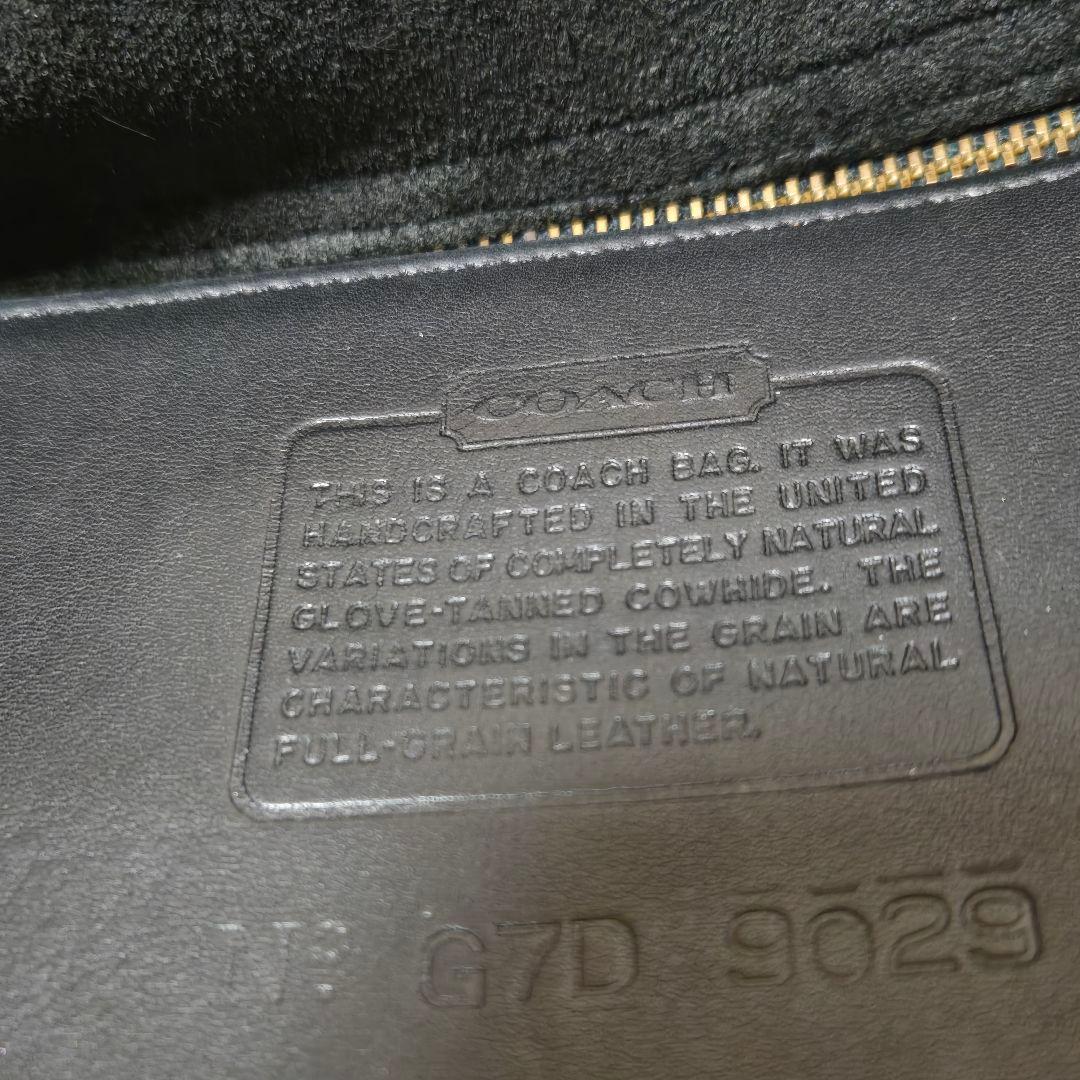 COACH
THIS IS A COACH BAG. IT WAS
HANDCRAFTED IN THE UNITED
STATES OF COMPLETELY NATURAL
GLOVE-TANNED COWHIDE. THE
VARIATIONS IN THE GRAIN ARE
CHARACTERISTIC OF NATURAL
FULL-GRAIN LEATHER.
G7D 9029